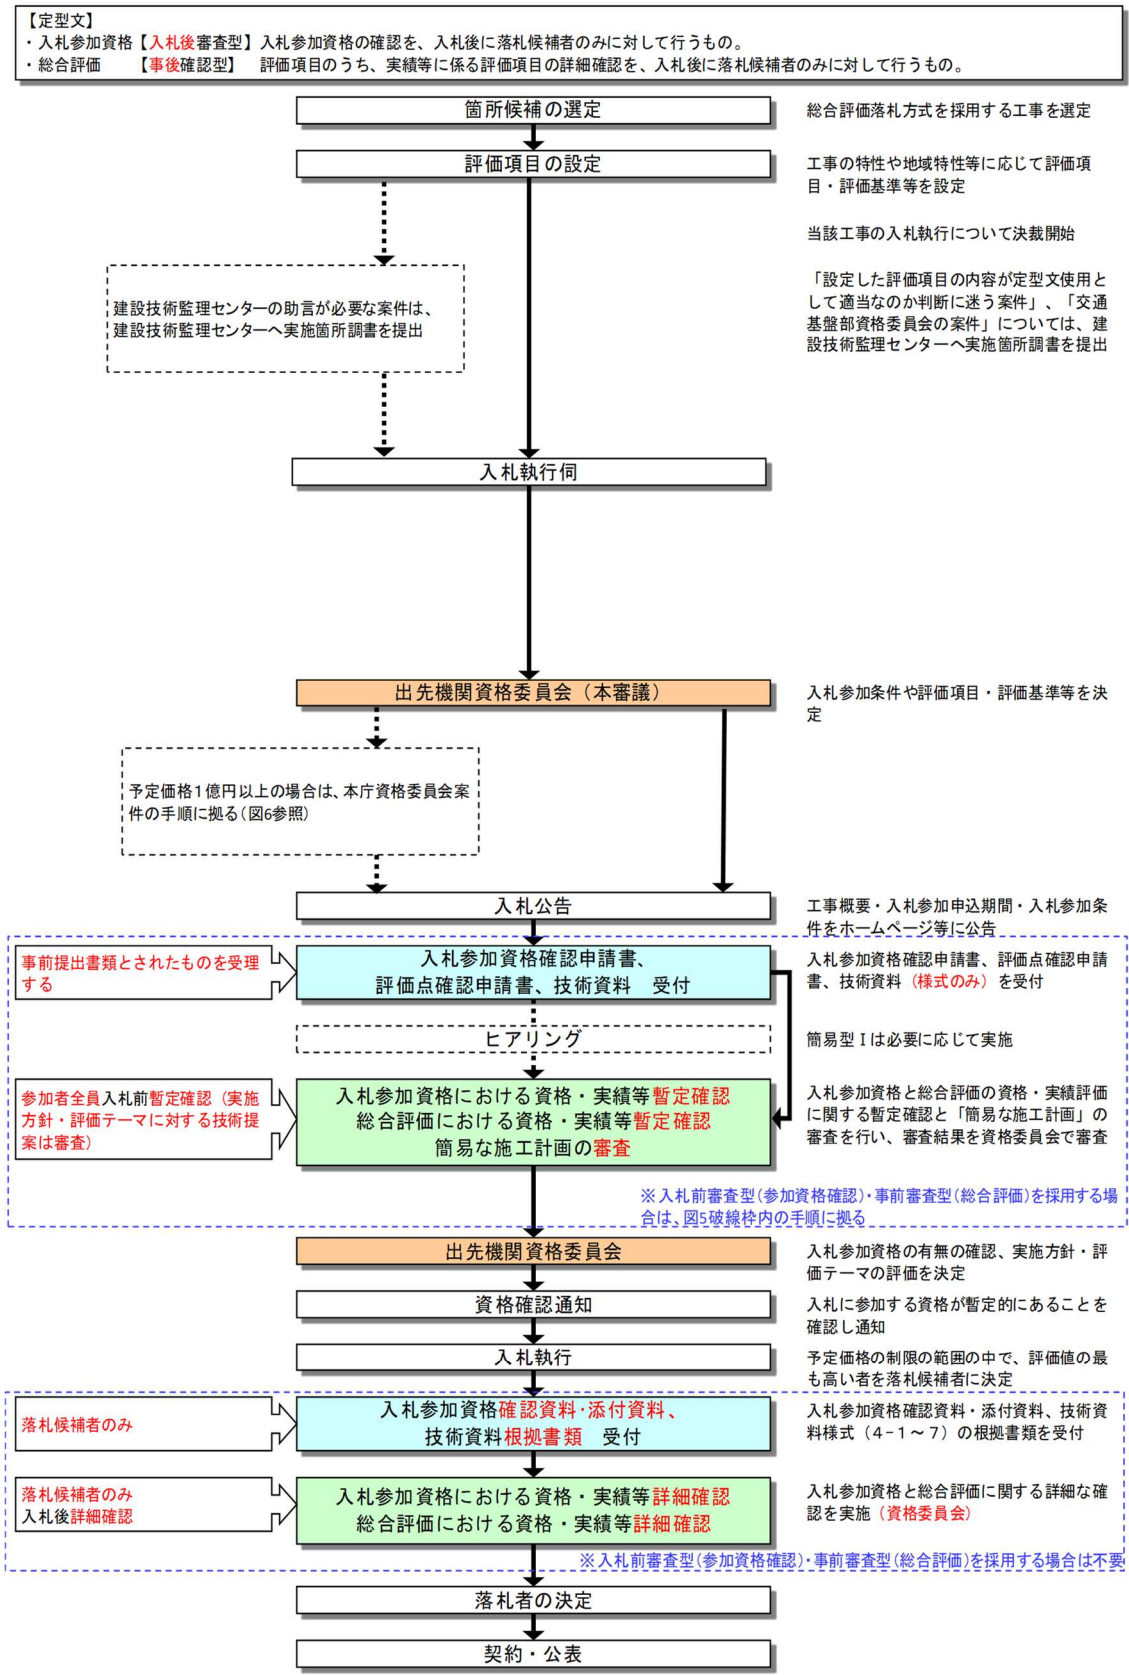 【定型文】
・入札参加資格【入札後審査型】入札参加資格の確認を、入札後に落札候補者のみに対して行うもの。
・総合評価　　【事後確認型】　評価項目のうち、実績等に係る評価項目の詳細確認を、入札後に落札候補者のみに対して行うもの。
箇所候補の選定
総合評価落札方式を採用する工事を選定
評価項目の設定
工事の特性や地域特性等に応じて評価項
目・評価基準等を設定
当該工事の入札執行について決裁開始
建設技術監理センターの助言が必要な案件は、
建設技術監理センターへ実施箇所調書を提出
「設定した評価項目の内容が定型文使用と
して適当なのか判断に迷う案件」、「交通
基盤部資格委員会の案件」については、建
設技術監理センターへ実施箇所調書を提出
入札執行伺
出先機関資格委員会（本審議）
入札参加条件や評価項目・評価基準等を決
定
予定価格１億円以上の場合は、本庁資格委員会案
件の手順に拠る（図6参照）
入札公告
工事概要・入札参加申込期間・入札参加条
件をホームページ等に公告
事前提出書類とされたものを受理
する
入札参加資格確認申請書、
評価点確認申請書、技術資料　受付
入札参加資格確認申請書、評価点確認申請
書、技術資料（様式のみ）を受付
ヒアリング
簡易型Ⅰは必要に応じて実施
参加者全員入札前暫定確認（実施
方針・評価テーマに対する技術提
案は審査）
入札参加資格における資格・実績等暫定確認
総合評価における資格・実績等暫定確認
簡易な施工計画の審査
入札参加資格と総合評価の資格・実績評価
に関する暫定確認と「簡易な施工計画」の
審査を行い、審査結果を資格委員会で審査
※入札前審査型（参加資格確認）・事前審査型（総合評価）を採用する場
合は、図5破線枠内の手順に拠る
出先機関資格委員会
入札参加資格の有無の確認、実施方針・評
価テーマの評価を決定
資格確認通知
入札に参加する資格が暫定的にあることを
確認し通知
入札執行
予定価格の制限の範囲の中で、評価値の最
も高い者を落札候補者に決定
落札候補者のみ
入札参加資格確認資料・添付資料、
技術資料根拠書類　受付
入札参加資格確認資料・添付資料、技術資
料様式（４-１～７）の根拠書類を受付
落札候補者のみ
入札後詳細確認
入札参加資格における資格・実績等詳細確認
総合評価における資格・実績等詳細確認
入札参加資格と総合評価に関する詳細な確
認を実施（資格委員会）
※入札前審査型（参加資格確認）・事前審査型（総合評価）を採用する場合は不要
落札者の決定
契約・公表